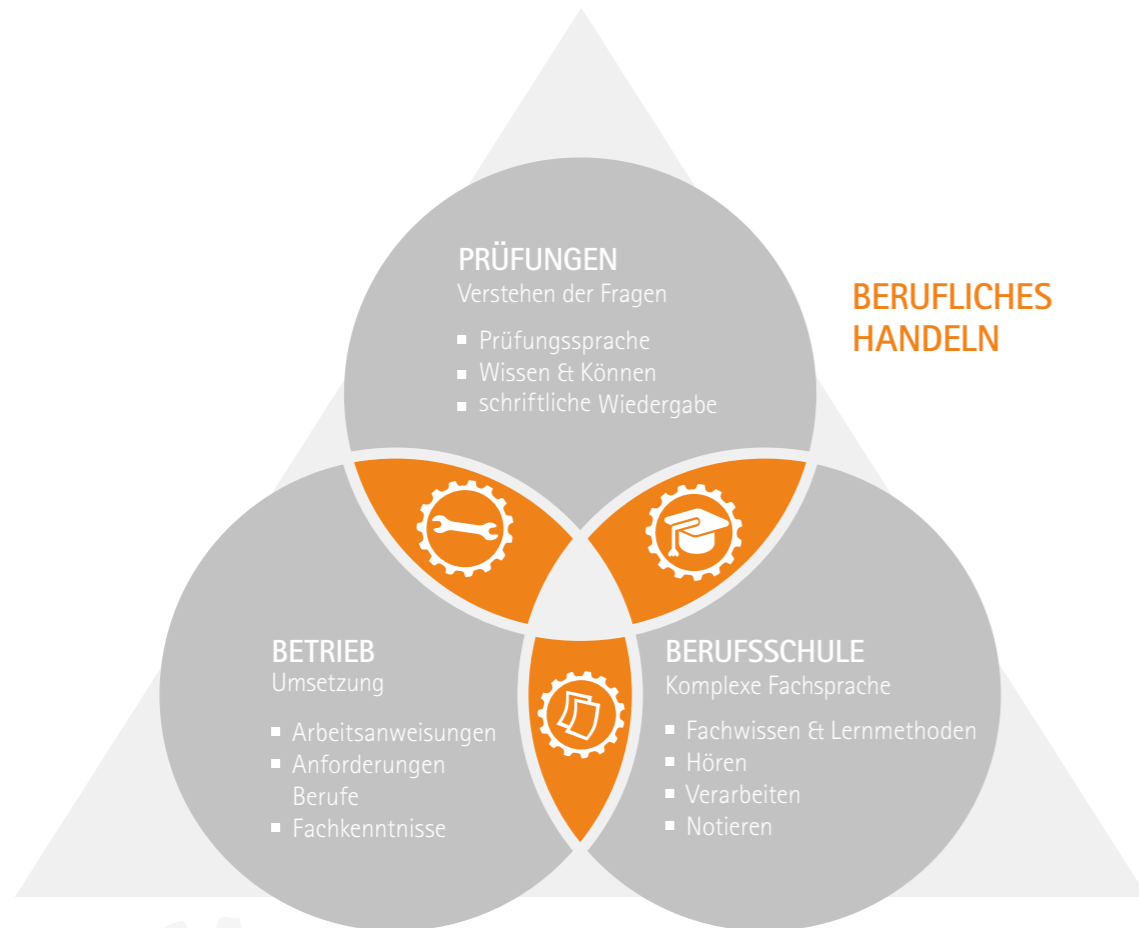 PRÜFUNGEN
Verstehen der Fragen
▪ Prüfungssprache
▪ Wissen & Können
▪ schriftliche Wiedergabe
BERUFLICHES
HANDELN
BETRIEB
Umsetzung
▪ Arbeitsanweisungen
▪ Anforderungen
Berufe
▪ Fachkenntnisse
BERUFSSCHULE
Komplexe Fachsprache
▪ Fachwissen & Lernmethoden
▪ Hören
▪ Verarbeiten
▪ Notieren